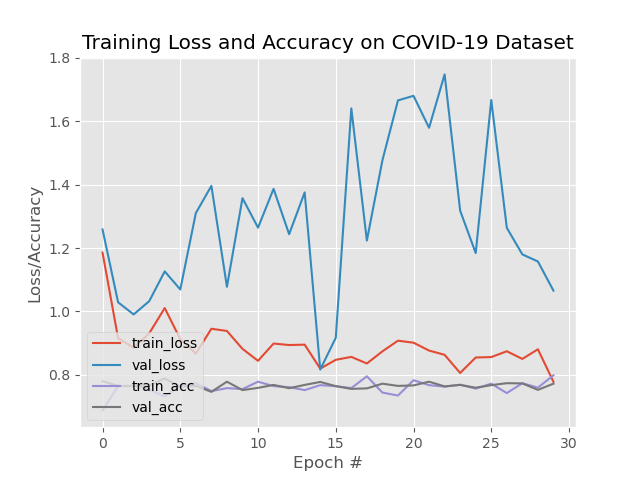 Training Loss and Accuracy on COVID-19 Dataset
1.8
1.6
1.4
1.2
1.0
0.8
Loss/Accuracy
train_loss
val_loss
train_acc
val_acc
0 5 10 15 20 25 30
Epoch #